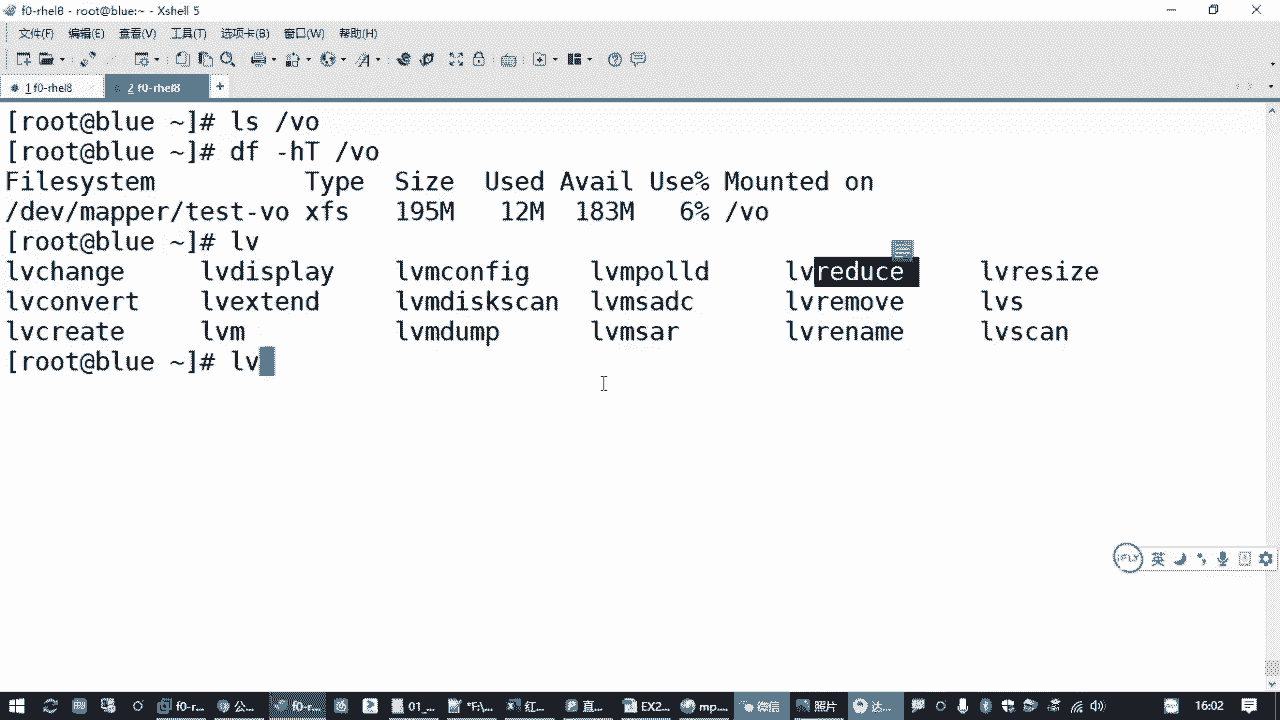 f0-rhel8 - root@blue:~ - Xshell 5
文件(F) 编辑(E) 查看(V) 工具(T) 选项卡(B) 窗口(W) 帮助(H)
1 f0-rhel8 2 f0-rhel8 +
[root@blue ~]# ls /vo
[root@blue ~]# df -hT /vo
Filesystem Type Size Used Avail Use% Mounted on
/dev/mapper/test-vo xfs 195M 12M 183M 6% /vo
[root@blue ~]# lv
lvchange lvdisplay lvmconfig lvmpolld lvreduce lvresize
lvconvert lvextend lvmdiskscan lvmsadc lvremove lvs
lvcreate lvm lvmdump lvmsar lvrename lvscan
[root@blue ~]# lv
iFLY 英
f0-r... 公... f0-r... 01_... *F:\... 红... 直... EX2... mp... 微信 照片 达... 16:02